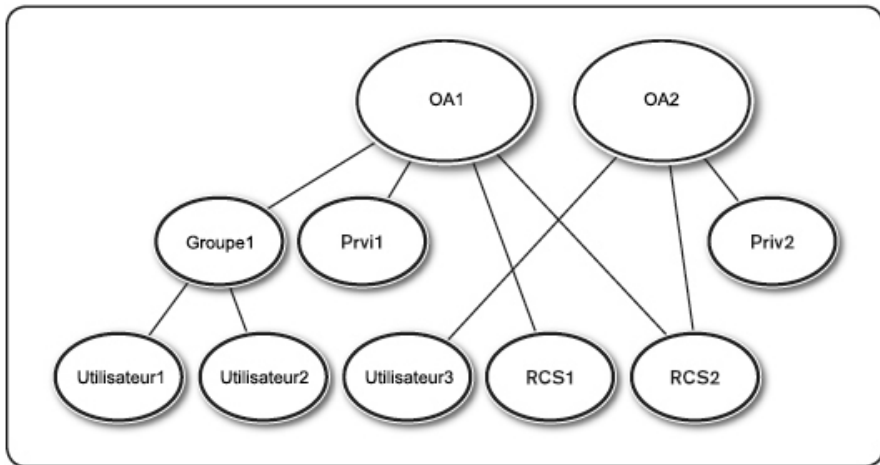 OA1
OA2
Groupe1
Prvi1
Priv2
Utilisateur1
Utilisateur2
Utilisateur3
RCS1
RCS2